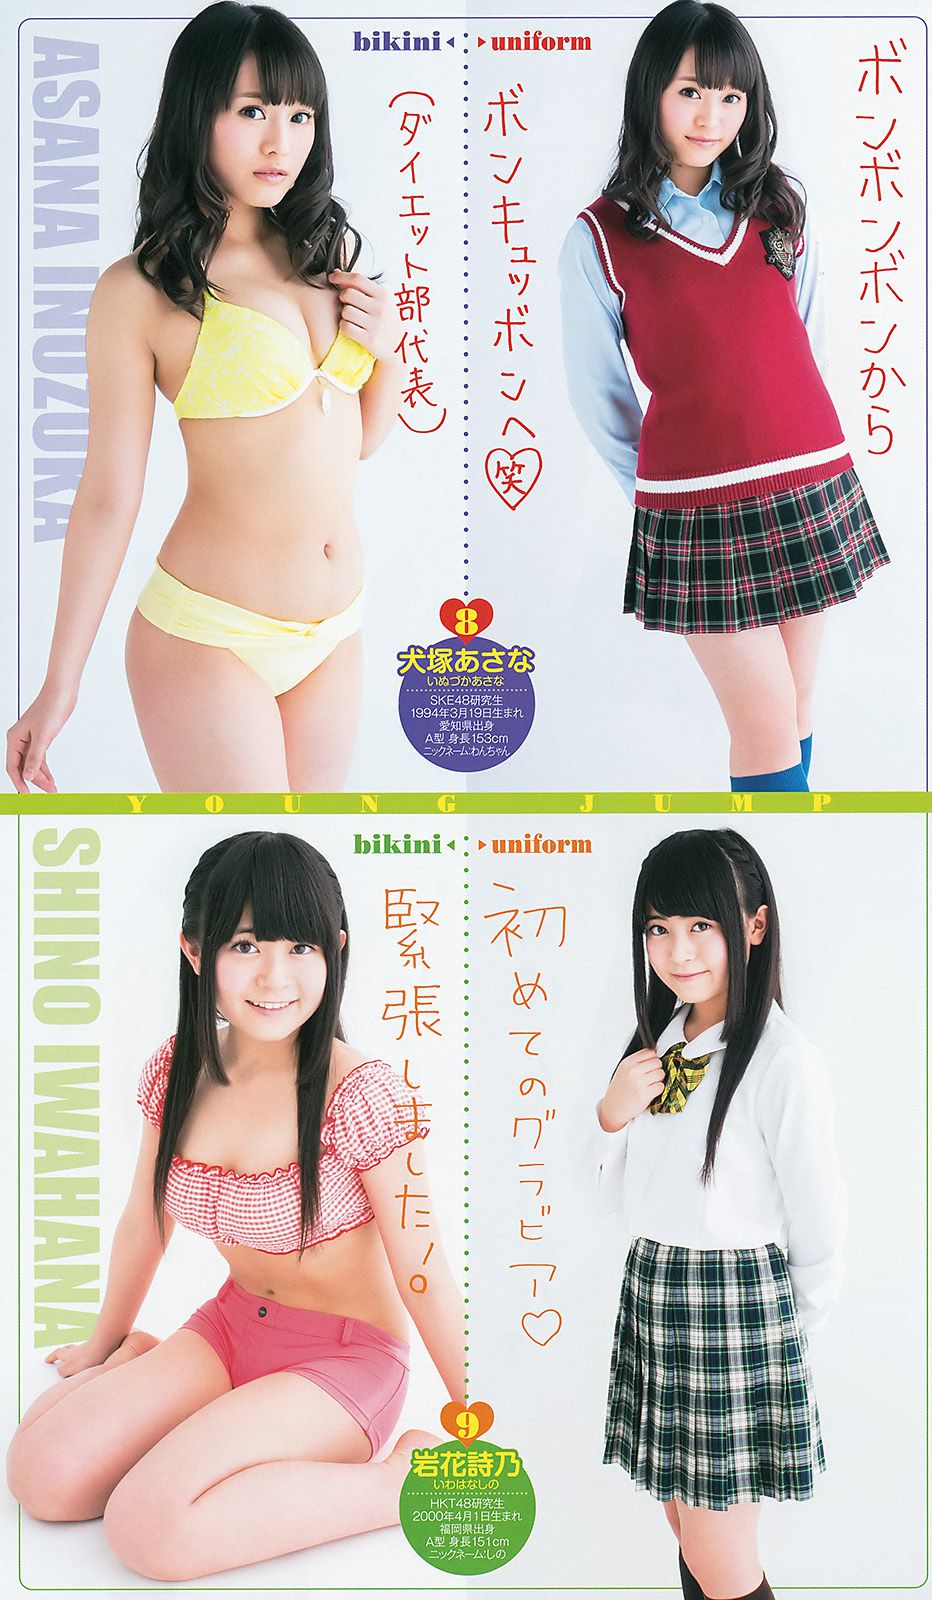 ASANA INUZUKA
bikini
uniform
ボンボンボンから
ボンキュッボンへ笑
(ダイエット部代表)
8
犬塚あさな
いぬづかあさな
SKE48研究生
1994年3月19日生まれ
愛知県出身
A型 身長153cm
ニックネーム:わんちゃん
YOUNG JUMP
SHINO IWAHANA
bikini
uniform
初めてのグラビア♡
緊張しました!。
9
岩花詩乃
いわはなしの
HKT48研究生
2000年4月1日生まれ
福岡県出身
A型 身長151cm
ニックネーム:しの